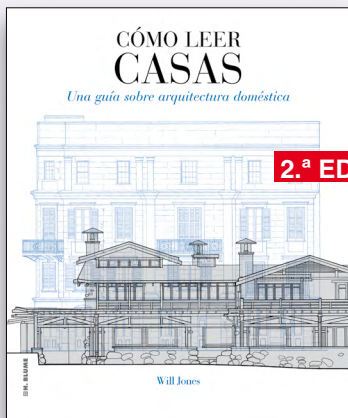 CÓMO LEER
CASAS
Una guía sobre arquitectura doméstica
2.ª ED
H. BLUME
Will Jones